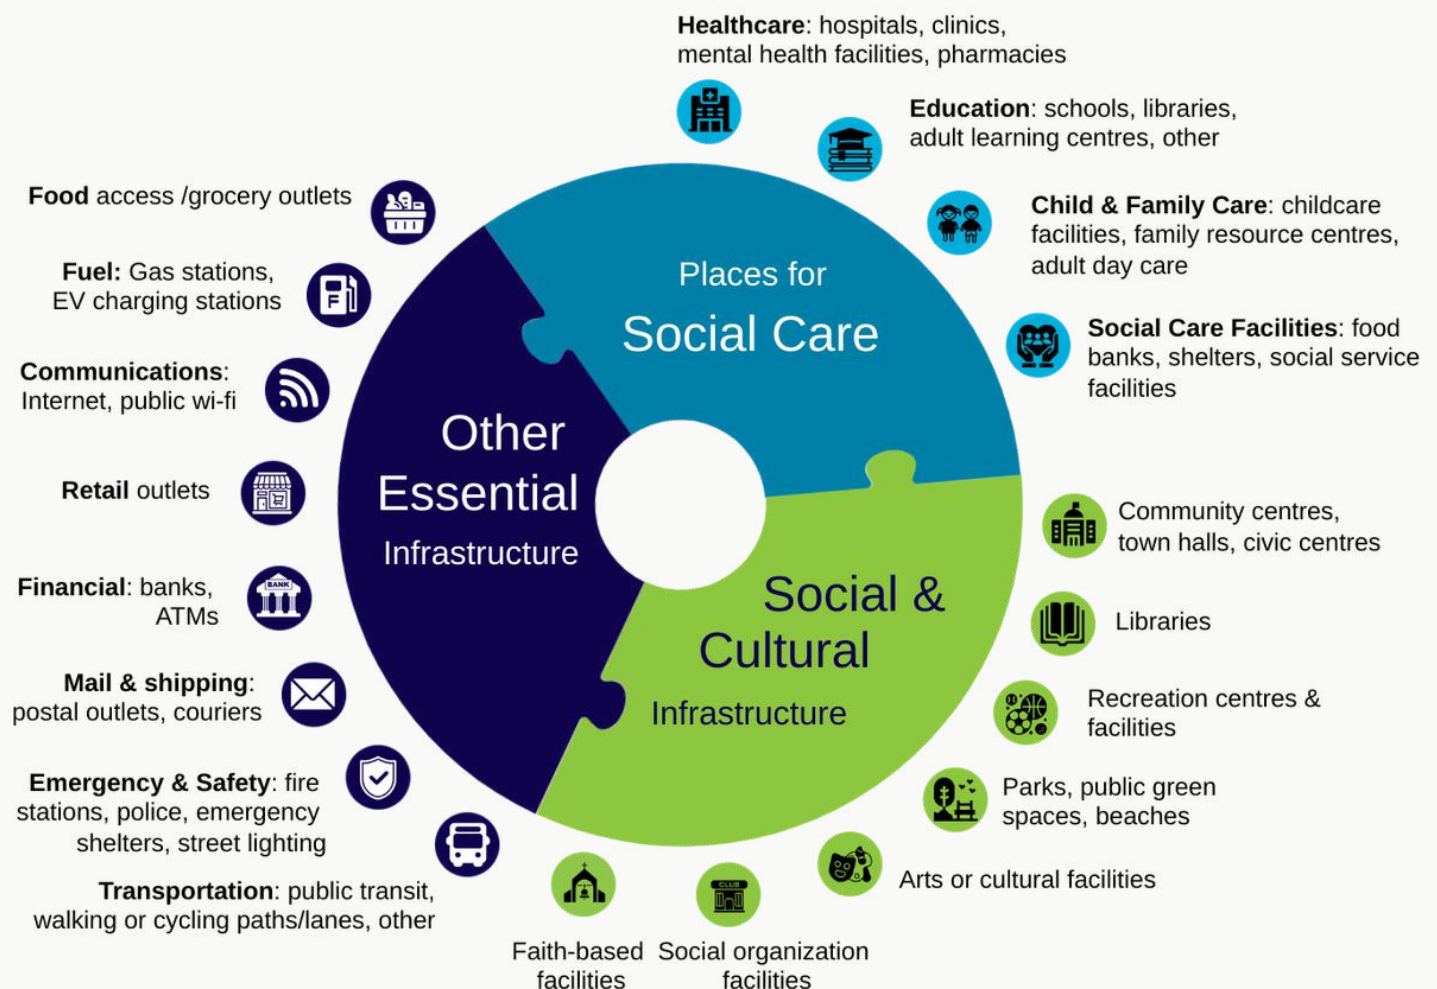 Healthcare: hospitals, clinics,
mental health facilities, pharmacies
Education: schools, libraries,
adult learning centres, other
Child & Family Care: childcare
facilities, family resource centres,
adult day care
Social Care Facilities: food
banks, shelters, social service
facilities
Community centres,
town halls, civic centres
Libraries
Recreation centres &
facilities
Parks, public green
spaces, beaches
Arts or cultural facilities
CLUB
Social organization
facilities
Faith-based
facilities
Transportation: public transit,
walking or cycling paths/lanes, other
Emergency & Safety: fire
stations, police, emergency
shelters, street lighting
Mail & shipping:
postal outlets, couriers
BANK
Financial: banks,
ATMs
Retail outlets
Communications:
Internet, public wi-fi
F
Fuel: Gas stations,
EV charging stations
Food access /grocery outlets
Places for
Social Care
Other
Essential
Infrastructure
Social &
Cultural
Infrastructure